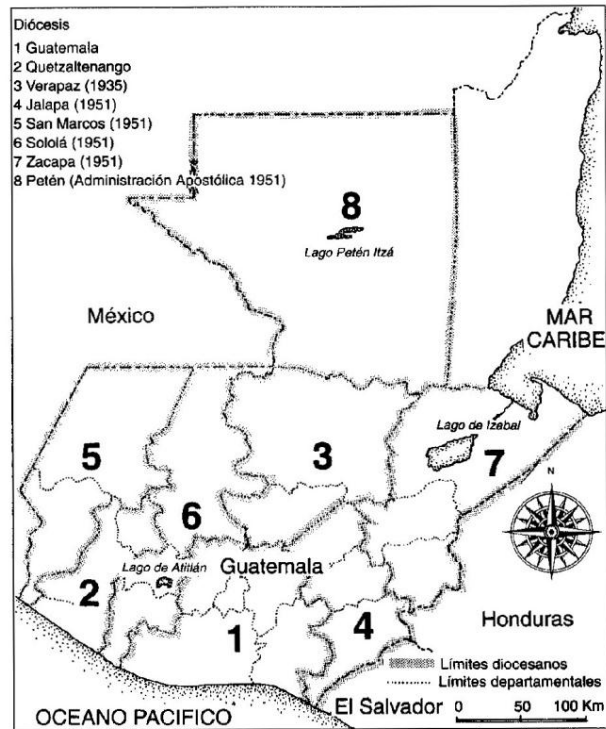 Diócesis
1 Guatemala
2 Quetzaltenango
3 Verapaz (1935)
4 Jalapa (1951)
5 San Marcos (1951)
6 Sololá (1951)
7 Zacapa (1951)
8 Petén (Administración Apostólica 1951)
8
Lago Petén Itzá
México
MAR
CARIBE
Lago de Izabal
5
3
7
N
6
Lago de Atitlán
Guatemala
2
1
4
Honduras
Límites diocesanos
Límites departamentales
El Salvador
0 50 100 Km
OCEANO PACIFICO